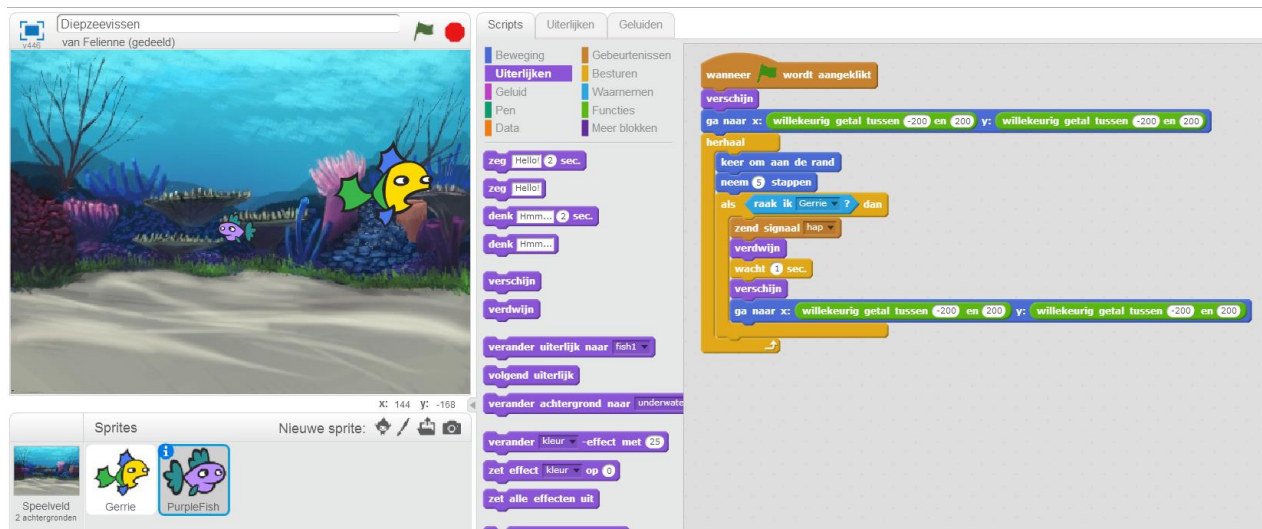 Diepzeevissen
v446
van Felienne (gedeeld)
x: 144 y: -168
Sprites
Nieuwe sprite:
Speelveld
2 achtergronden
Gerrie
PurpleFish
Scripts
Uiterlijken
Geluiden
Beweging
Gebeurtenissen
Uiterlijken
Besturen
Geluid
Waarnemen
Pen
Functies
Data
Meer blokken
zeg Hello! 2 sec.
zeg Hello!
denk Hmm... 2 sec.
denk Hmm...
verschijn
verdwijn
verander uiterlijk naar fish1
volgend uiterlijk
verander achtergrond naar underwate
verander kleur -effect met 25
zet effect kleur op 0
zet alle effecten uit
wanneer wordt aangeklikt
verschijn
ga naar x: willekeurig getal tussen -200 en 200 y: willekeurig getal tussen -200 en 200
herhaal
keer om aan de rand
neem 5 stappen
als raak ik Gerrie ? dan
zend signaal hap
verdwijn
wacht 1 sec.
verschijn
ga naar x: willekeurig getal tussen -200 en 200 y: willekeurig getal tussen -200 en 200